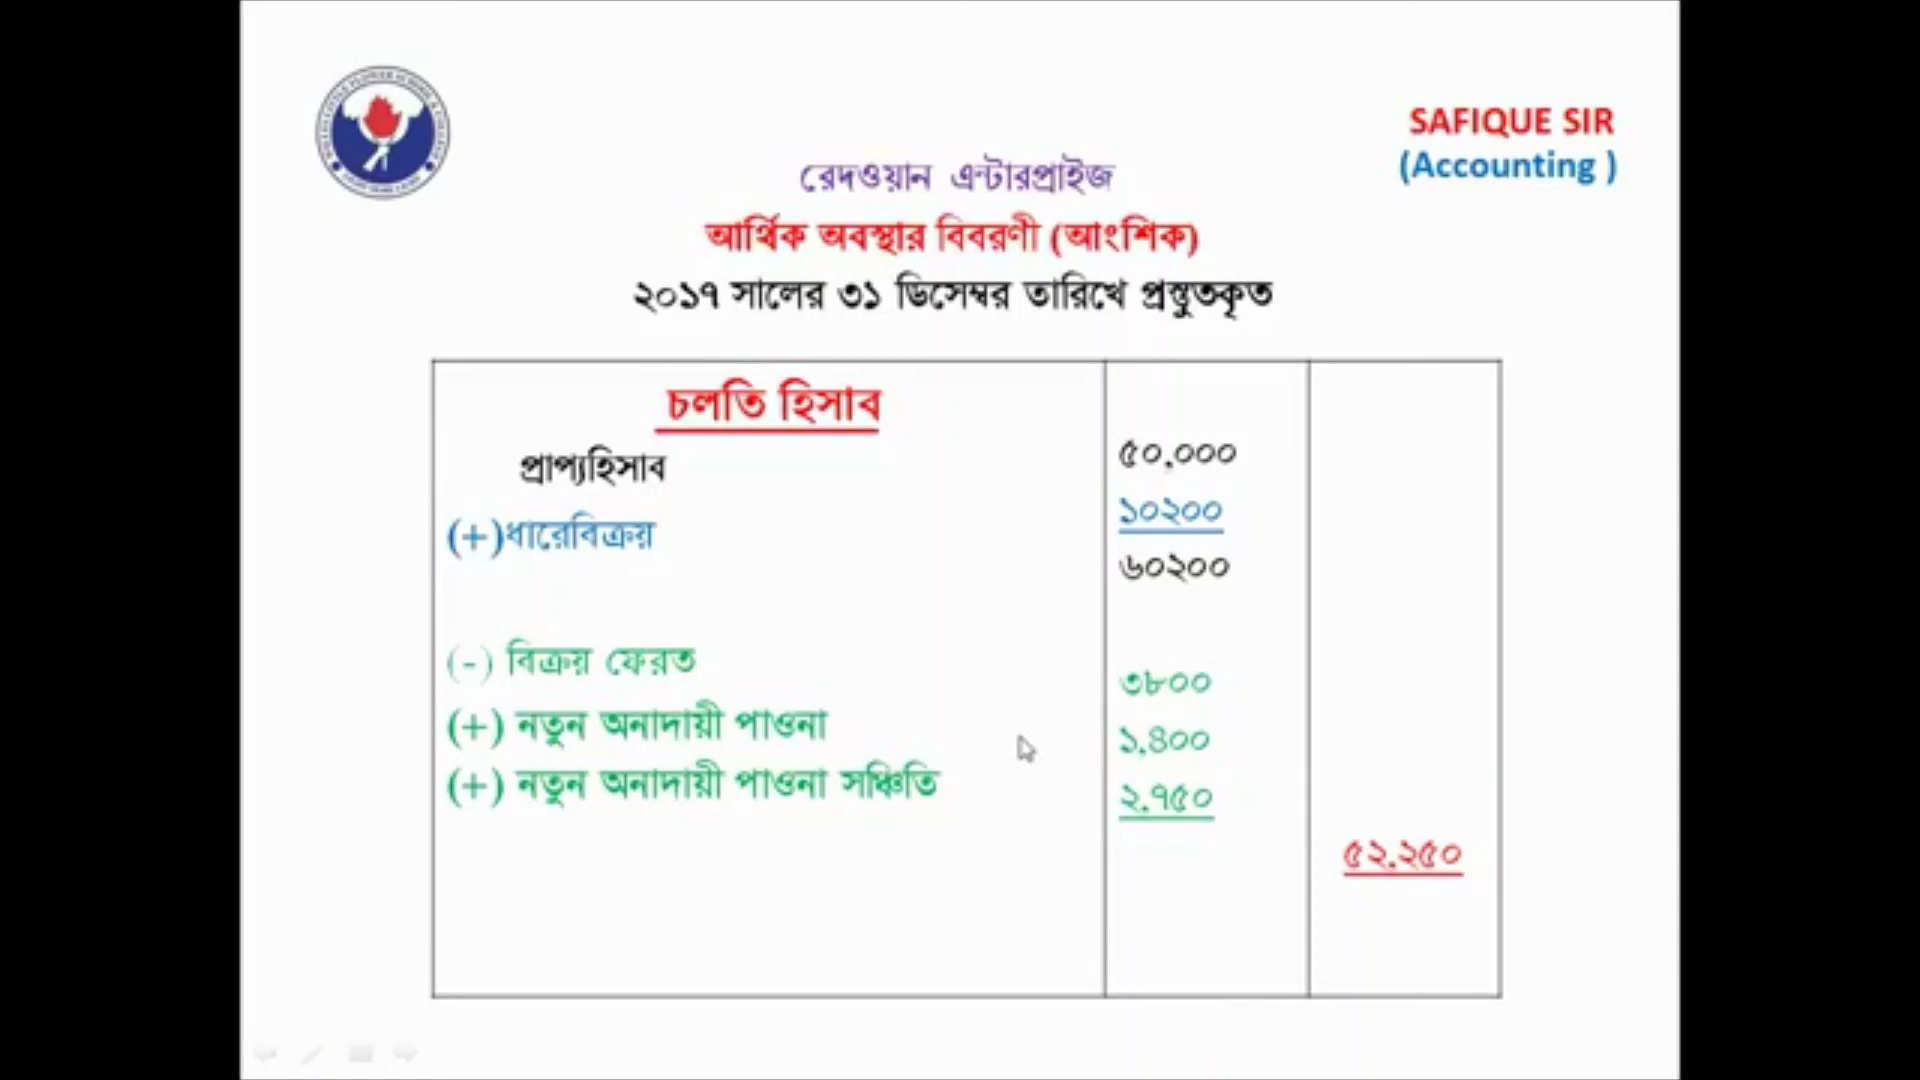 SAFIQUE SIR
(Accounting )
রেদওয়ান এন্টারপ্রাইজ
আর্থিক অবস্থার বিবরণী (আংশিক)
২০১৭ সালের ৩১ ডিসেম্বর তারিখে প্রস্তুতকৃত
চলতি হিসাব
প্রাপ্যহিসাব ৫০,০০০
(+)ধারেবিক্রয় ১০২০০
৬০২০০
(-) বিক্রয় ফেরত ৩৮০০
(+) নতুন অনাদায়ী পাওনা ১,৪০০
(+) নতুন অনাদায়ী পাওনা সঞ্চিতি ২,৭৫০
৫২,২৫০